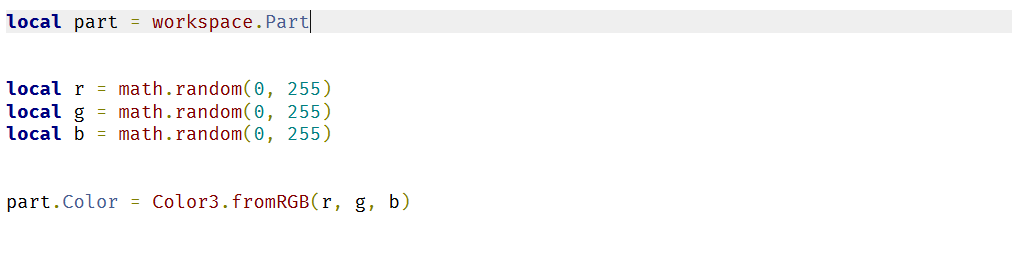 local part = workspace.Part
local r = math.random(0, 255)
local g = math.random(0, 255)
local b = math.random(0, 255)
part.Color = Color3.fromRGB(r, g, b)